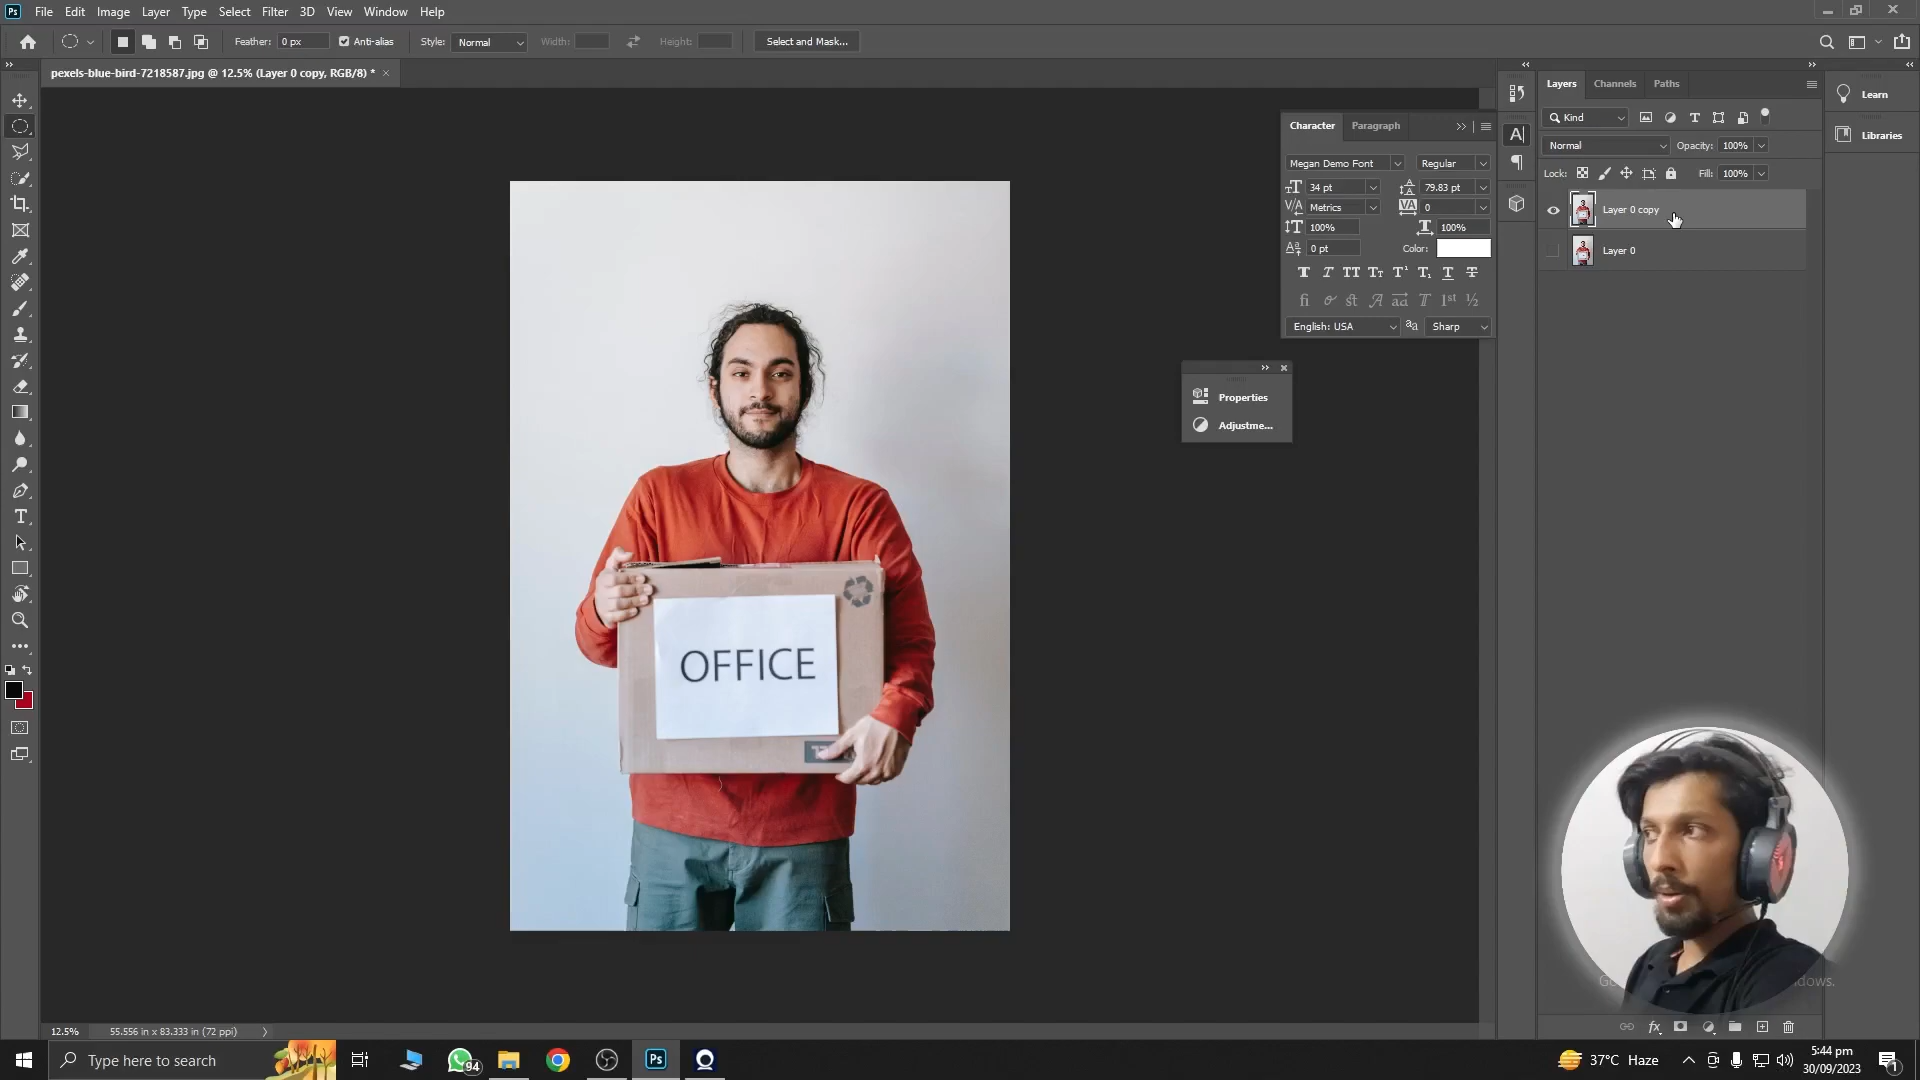 Ps File Edit Image Layer Type Select Filter 3D View Window Help
Feather: 0 px Anti-alias Style: Normal Width: Height: Select and Mask...
pexels-blue-bird-7218587.jpg @ 12.5% (Layer 0 copy, RGB/8) * ×
Character Paragraph
Megan Demo Font Regular
34 pt 79.83 pt
Metrics 0
100% 100%
0 pt Color:
English: USA Sharp
Properties
Adjustme...
Layers Channels Paths
Kind
Normal Opacity: 100%
Lock: Fill: 100%
Layer 0 copy
Layer 0
Learn
Libraries
OFFICE
12.5% 55.556 in x 83.333 in (72 ppi)
Type here to search
94
Ps
37°C Haze
5:44 pm
30/09/2023
1